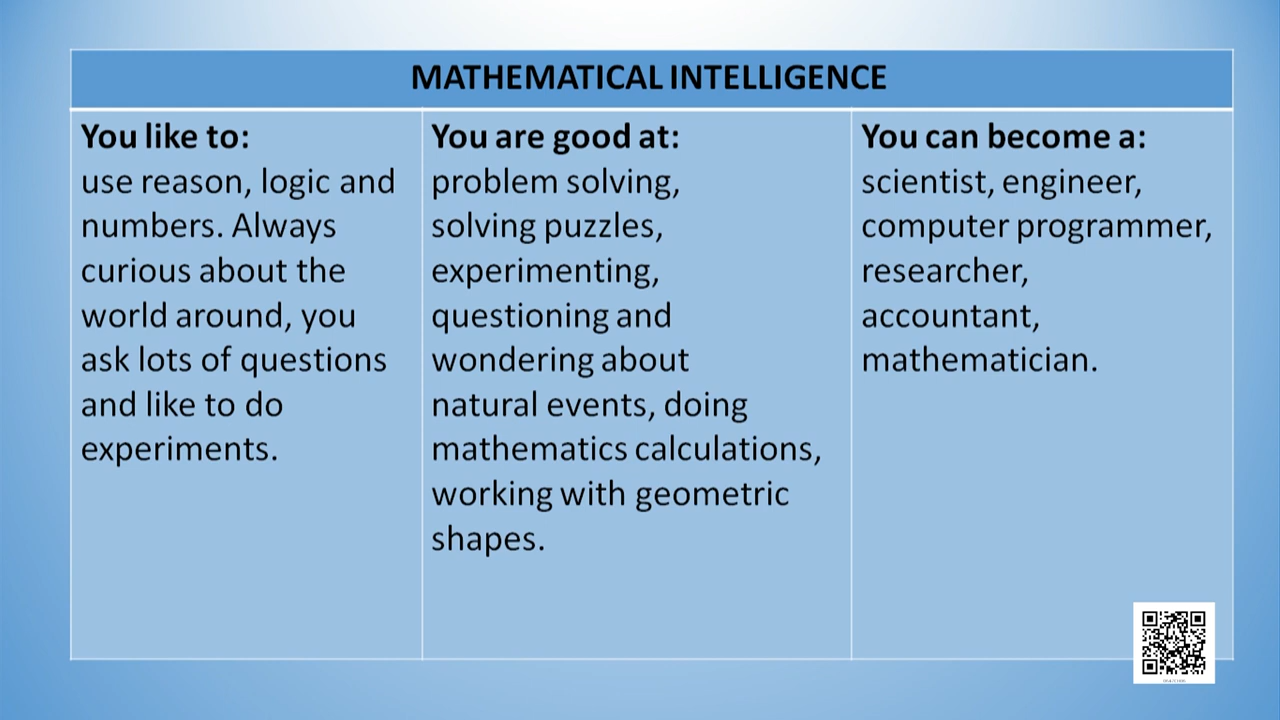 MATHEMATICAL INTELLIGENCE
You like to:
use reason, logic and
numbers. Always
curious about the
world around, you
ask lots of questions
and like to do
experiments.
You are good at:
problem solving,
solving puzzles,
experimenting,
questioning and
wondering about
natural events, doing
mathematics calculations,
working with geometric
shapes.
You can become a:
scientist, engineer,
computer programmer,
researcher,
accountant,
mathematician.